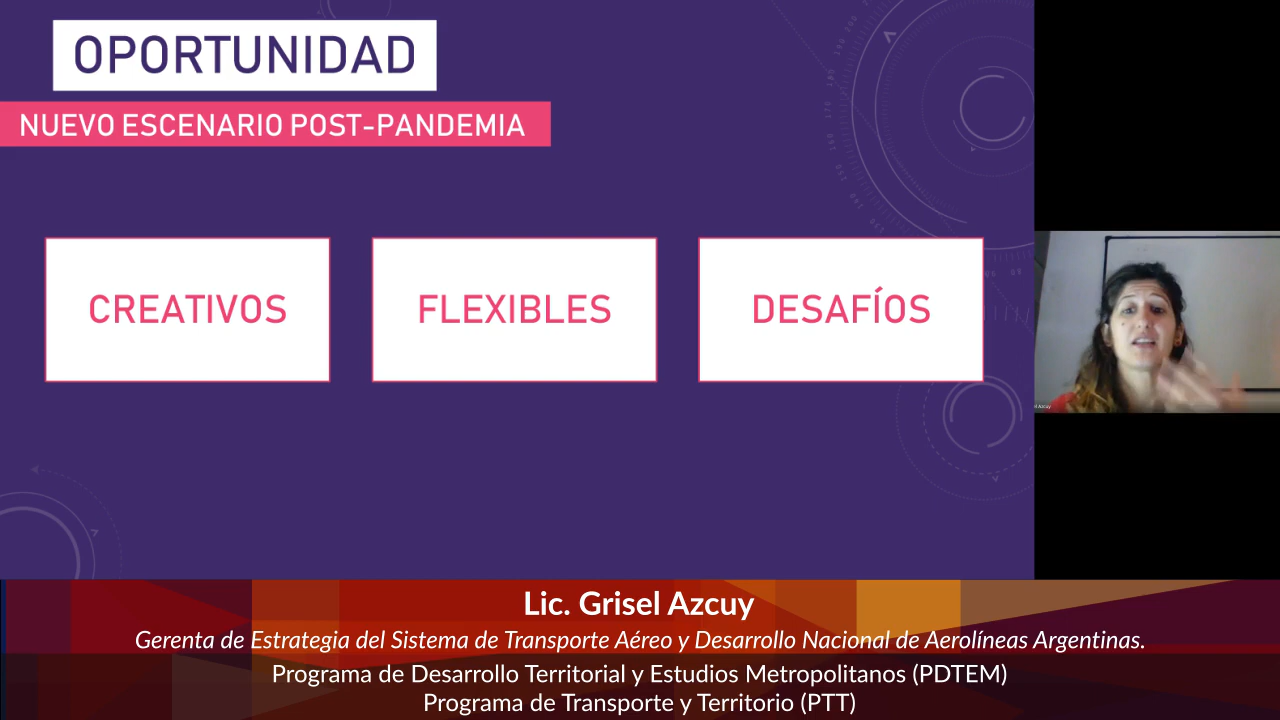 OPORTUNIDAD
NUEVO ESCENARIO POST-PANDEMIA
CREATIVOS
FLEXIBLES
DESAFÍOS
Azcuy
Lic. Grisel Azcuy
Gerenta de Estrategia del Sistema de Transporte Aéreo y Desarrollo Nacional de Aerolíneas Argentinas.
Programa de Desarrollo Territorial y Estudios Metropolitanos (PDTEM)
Programa de Transporte y Territorio (PTT)